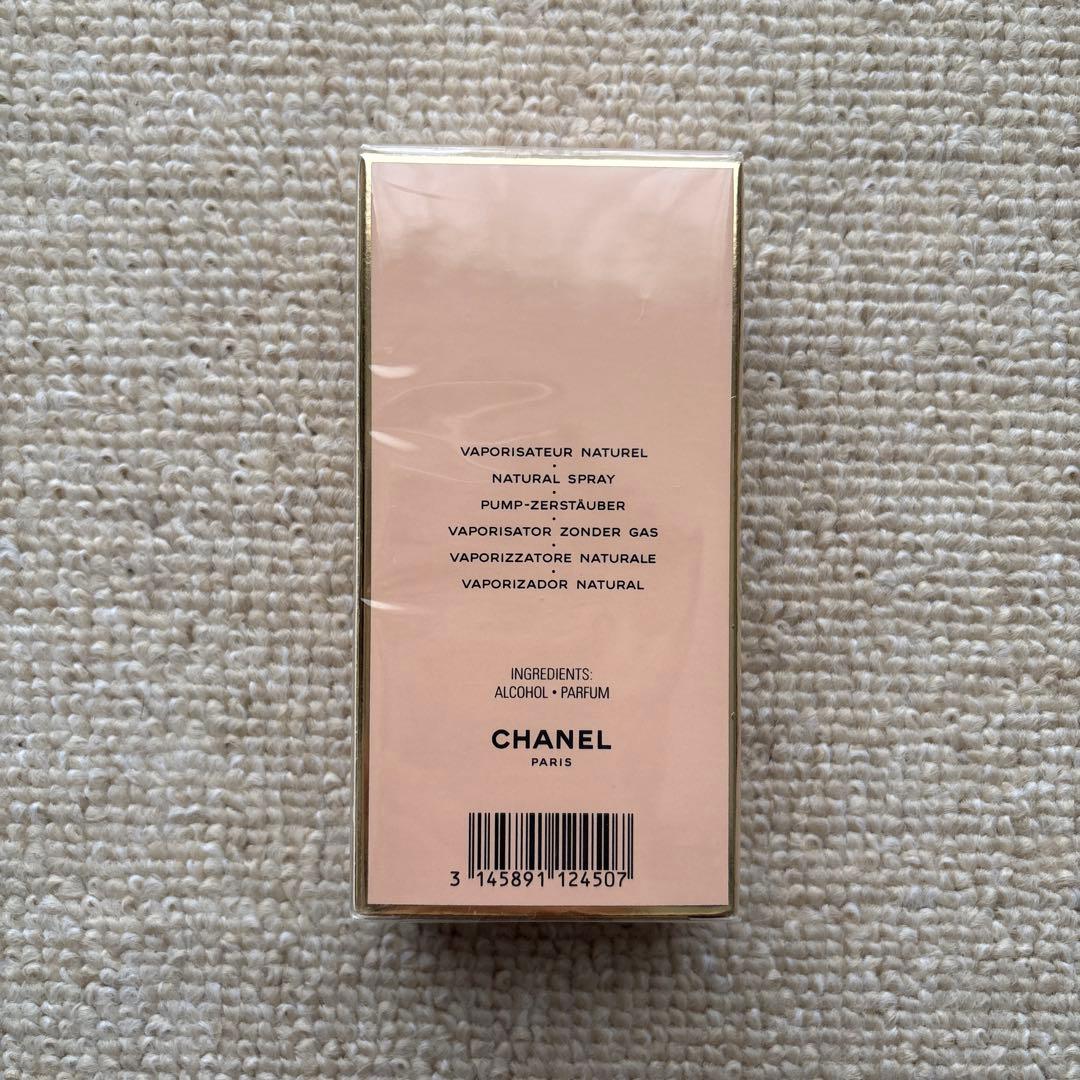 VAPORISATEUR NATUREL
•
NATURAL SPRAY
•
PUMP-ZERSTÄUBER
•
VAPORISATOR ZONDER GAS
•
VAPORIZZATORE NATURALE
•
VAPORIZADOR NATURAL
INGREDIENTS:
ALCOHOL • PARFUM
CHANEL
PARIS
3 145891 124507